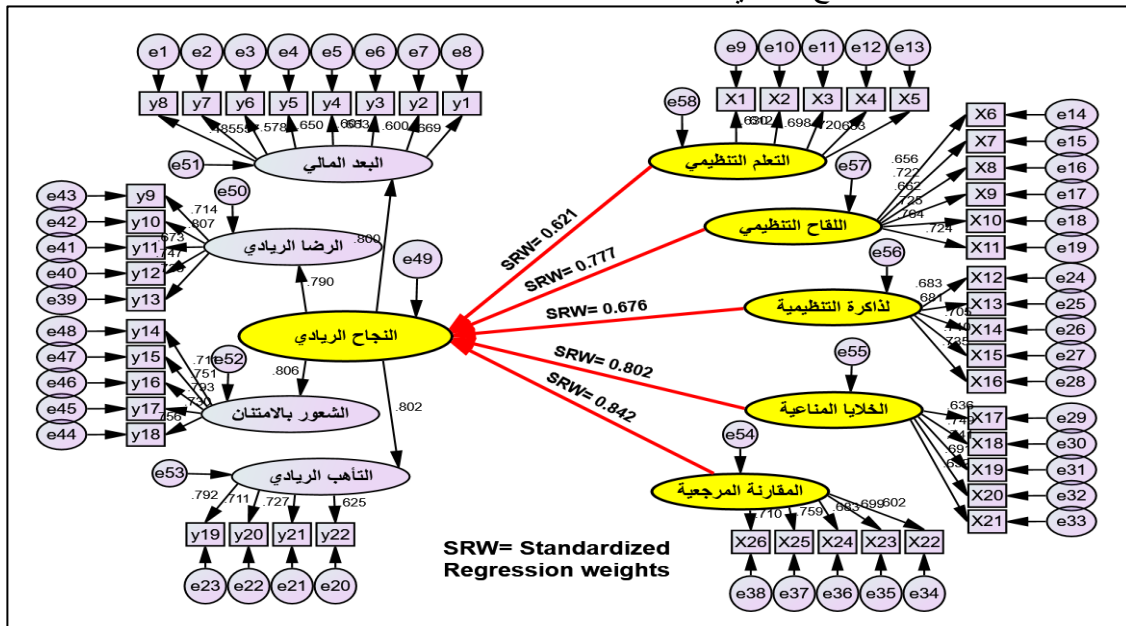 e1 e2 e3 e4 e5 e6 e7 e8
y8 y7 y6 y5 y4 y3 y2 y1
.578 .650 .600 .669
e51
البعد المالي
e43 y9
e42 y10
e41 y11
e40 y12
e39 y13
e50
.714
.807
.673
.747
الرضا الريادي
.800
.790
e49
النجاح الريادي
.806
.802
e48 y14
e47 y15
e46 y16
e45 y17
e44 y18
e52
.751
.793
.730
.756
الشعور بالامتنان
e53
التأهب الريادي
.792 .711 .727 .625
y19 y20 y21 y22
e23 e22 e21 e20
SRW= Standardized
Regression weights
SRW= 0.621
SRW= 0.777
SRW= 0.676
SRW= 0.802
SRW= 0.842
e9 e10 e11 e12 e13
X1 X2 X3 X4 X5
.698
e58
التعلم التنظيمي
e57
اللقاح التنظيمي
.656
.722
.662
.725
.724
X6 e14
X7 e15
X8 e16
X9 e17
X10 e18
X11 e19
e56
لذاكرة التنظيمية
.683
.681
.705
.735
X12 e24
X13 e25
X14 e26
X15 e27
X16 e28
e55
الخلايا المناعية
.636
X17 e29
X18 e30
X19 e31
X20 e32
X21 e33
e54
المقارنة المرجعية
.710 .759 .683 .699 .602
X26 X25 X24 X23 X22
e38 e37 e36 e35 e34